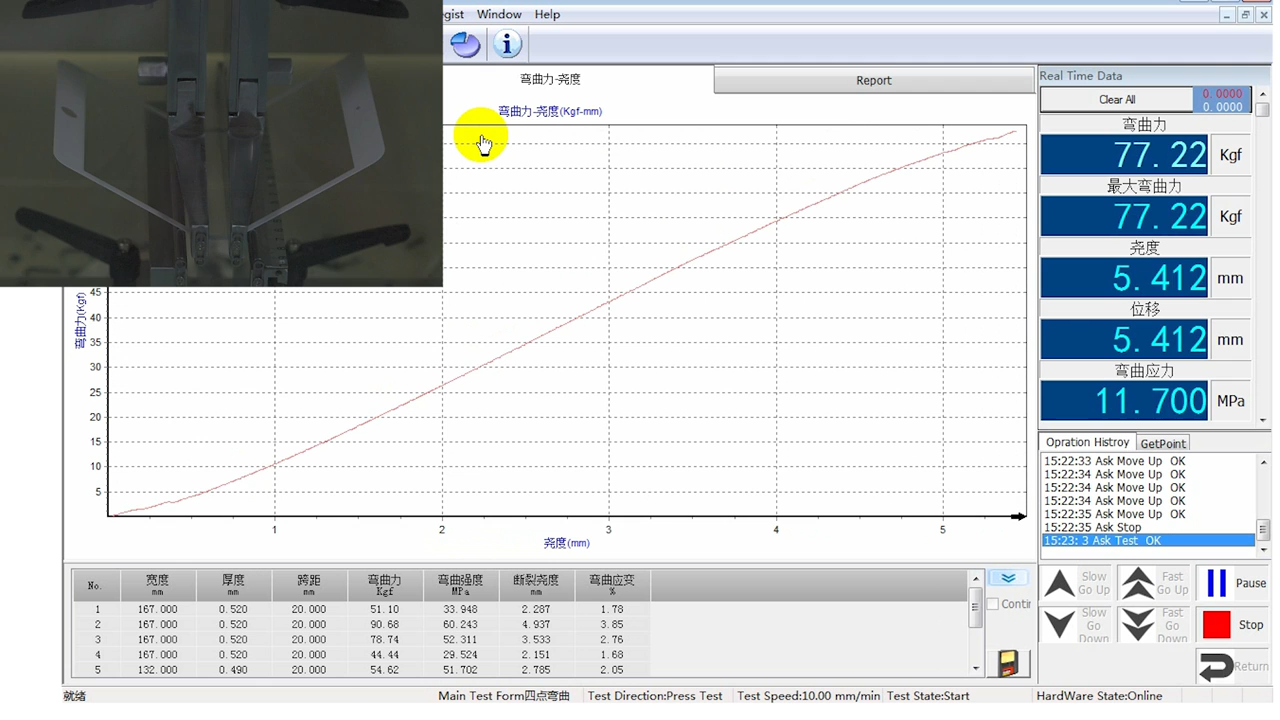 gist Window Help
弯曲力-尧度
Report
弯曲力-尧度(Kgf-mm)
45
40
35
30
25
20
15
10
5
弯曲力(Kgf)
1 2 3 4 5
尧度(mm)
Real Time Data
Clear All
0.0000
0.0000
弯曲力
77.22 Kgf
最大弯曲力
77.22 Kgf
尧度
5.412 mm
位移
5.412 mm
弯曲应力
11.700 MPa
Opration Histroy GetPoint
15:22:33 Ask Move Up OK
15:22:34 Ask Move Up OK
15:22:34 Ask Move Up OK
15:22:34 Ask Move Up OK
15:22:35 Ask Move Up OK
15:22:35 Ask Stop
15:23: 3 Ask Test OK
No. 宽度 mm 厚度 mm 跨距 mm 弯曲力 Kgf 弯曲强度 MPa 断裂尧度 mm 弯曲应变 %
1 167.000 0.520 20.000 51.10 33.948 2.287 1.78
2 167.000 0.520 20.000 90.68 60.243 4.937 3.85
3 167.000 0.520 20.000 78.74 52.311 3.533 2.76
4 167.000 0.520 20.000 44.44 29.524 2.151 1.68
5 132.000 0.490 20.000 54.62 51.702 2.785 2.05
Contir
Slow Go Up
Fast Go Up
Pause
Slow Go Down
Fast Go Down
Stop
Return
就绪 Main Test Form四点弯曲 Test Direction:Press Test Test Speed:10.00 mm/min Test State:Start HardWare State:Online